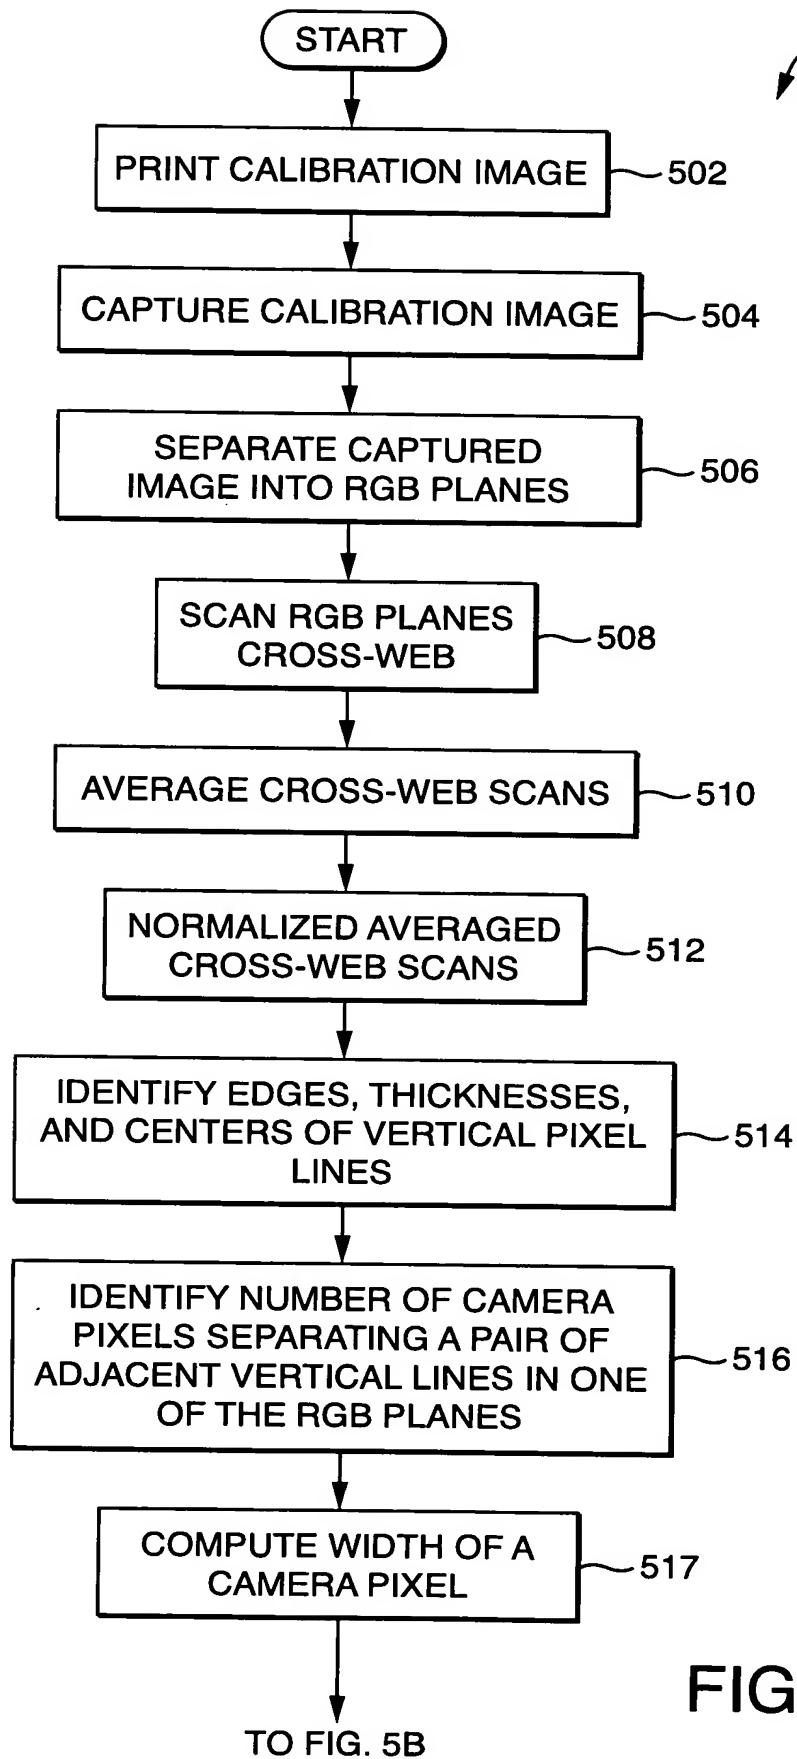 START
PRINT CALIBRATION IMAGE
502
CAPTURE CALIBRATION IMAGE
504
SEPARATE CAPTURED
IMAGE INTO RGB PLANES
506
SCAN RGB PLANES
CROSS-WEB
508
AVERAGE CROSS-WEB SCANS
510
NORMALIZED AVERAGED
CROSS-WEB SCANS
512
IDENTIFY EDGES, THICKNESSES,
AND CENTERS OF VERTICAL PIXEL
LINES
514
IDENTIFY NUMBER OF CAMERA
PIXELS SEPARATING A PAIR OF
ADJACENT VERTICAL LINES IN ONE
OF THE RGB PLANES
516
COMPUTE WIDTH OF A
CAMERA PIXEL
517
FIG
TO FIG. 5B